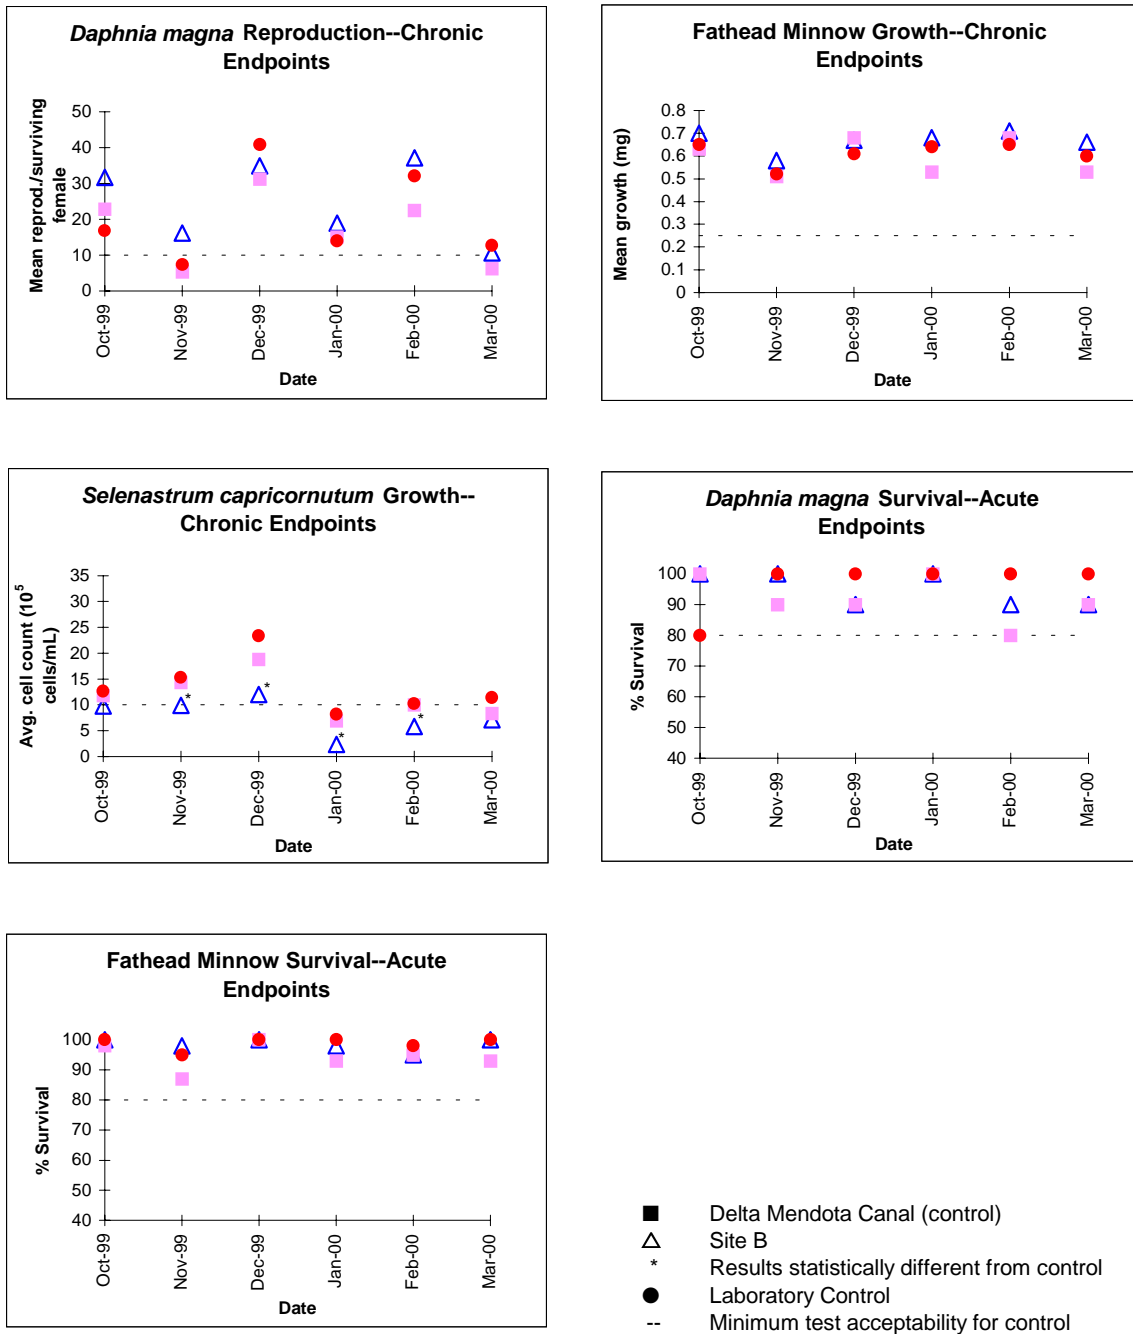 Daphnia magna Reproduction--Chronic
Endpoints
Mean reprod./surviving
female
50
40
30
20
10
0
Oct-99
Nov-99
Dec-99
Jan-00
Feb-00
Mar-00
Date
Fathead Minnow Growth--Chronic
Endpoints
Mean growth (mg)
0.8
0.7
0.6
0.5
0.4
0.3
0.2
0.1
0
Oct-99
Nov-99
Dec-99
Jan-00
Feb-00
Mar-00
Date
Selenastrum capricornutum Growth--
Chronic Endpoints
Avg. cell count (10⁵
cells/mL)
35
30
25
20
15
10
5
0
*
*
*
*
Oct-99
Nov-99
Dec-99
Jan-00
Feb-00
Mar-00
Date
Daphnia magna Survival--Acute
Endpoints
% Survival
100
90
80
70
60
50
40
Oct-99
Nov-99
Dec-99
Jan-00
Feb-00
Mar-00
Date
Fathead Minnow Survival--Acute
Endpoints
% Survival
100
90
80
70
60
50
40
Oct-99
Nov-99
Dec-99
Jan-00
Feb-00
Mar-00
Date
Delta Mendota Canal (control)
Site B
* Results statistically different from control
Laboratory Control
-- Minimum test acceptability for control